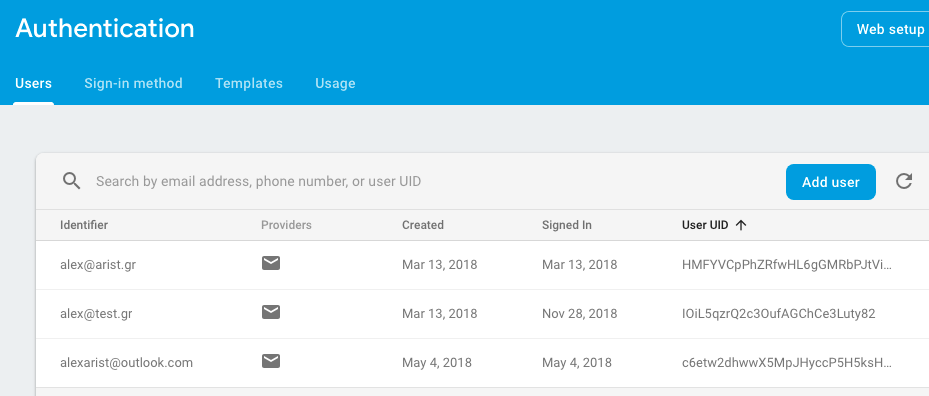 Authentication
Web setup
Users Sign-in method Templates Usage
Search by email address, phone number, or user UID
Add user
Identifier Providers Created Signed In User UID
alex@arist.gr Mar 13, 2018 Mar 13, 2018 HMFYVCpPhZRfwHL6gGMRbPJtVi...
alex@test.gr Mar 13, 2018 Nov 28, 2018 IOiL5qzrQ2c3OufAGChCe3Luty82
alexarist@outlook.com May 4, 2018 May 4, 2018 c6etw2dhwwX5MpJHyccP5H5ksH...